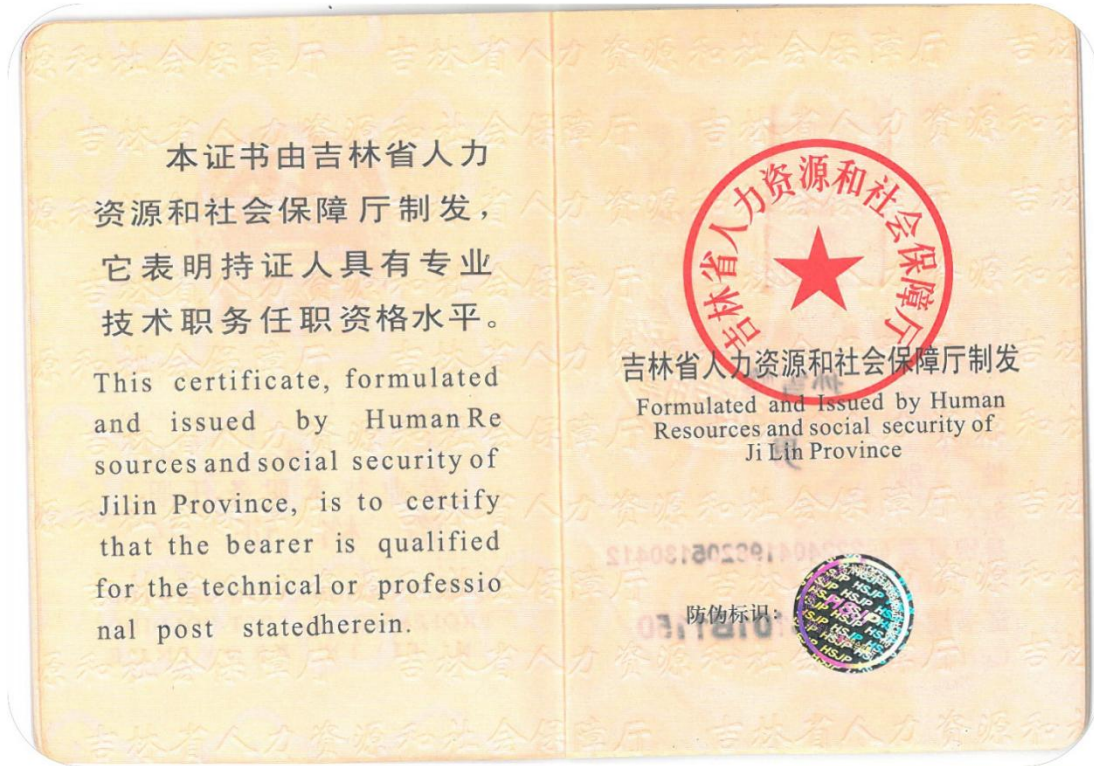 本证书由吉林省人力
资源和社会保障厅制发，
它表明持证人具有专业
技术职务任职资格水平。
This certificate, formulated
and issued by Human Re
sources and social security of
Jilin Province, is to certify
that the bearer is qualified
for the technical or professio
nal post statedherein.
吉林省人力资源和社会保障厅
吉林省人力资源和社会保障厅制发
Formulated and Issued by Human
Resources and social security of
Ji Lin Province
防伪标识：
HSJP